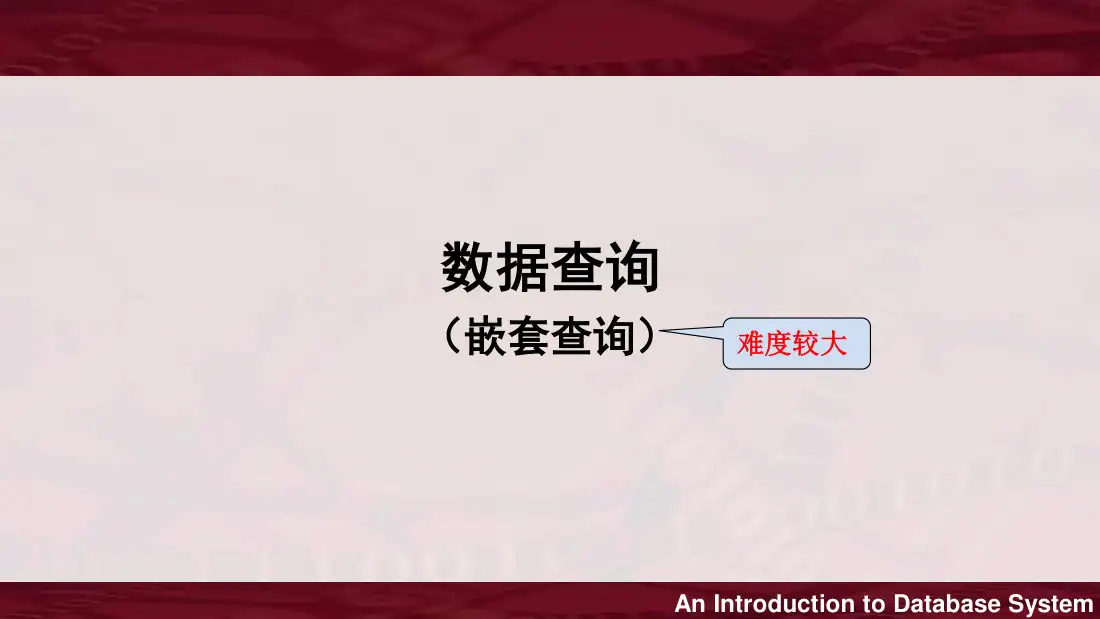 数据查询
（嵌套查询）
难度较大
An Introduction to Database System